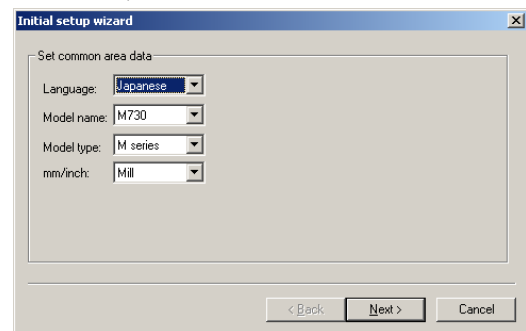 Initial setup wizard
Set common area data
Language: Japanese
Model name: M730
Model type: M series
mm/inch: Mill
< Back Next > Cancel